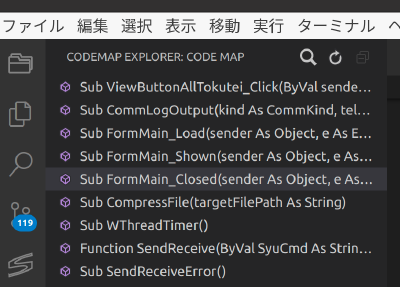 ファイル 編集 選択 表示 移動 実行 ターミナル
CODEMAP EXPLORER: CODE MAP
Sub ViewButtonAllTokutei_Click(ByVal sende...
Sub CommLogOutput(kind As CommKind, tel...
Sub FormMain_Load(sender As Object, e As E...
Sub FormMain_Shown(sender As Object, e As...
Sub FormMain_Closed(sender As Object, e As...
Sub CompressFile(targetFilePath As String)
Sub WThreadTimer()
119
Function SendReceive(ByVal SyuCmd As Strin...
Sub SendReceiveError()